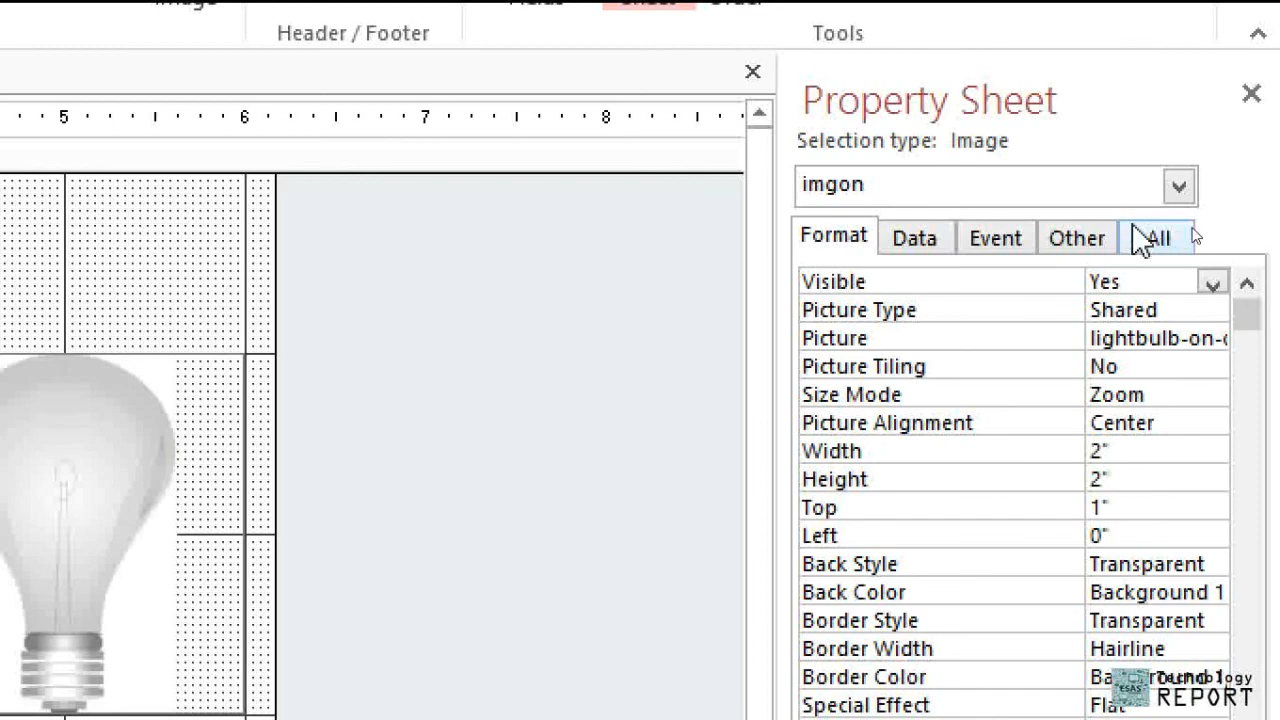 Header / Footer
Tools
5 6 7 8
Property Sheet
Selection type: Image
imgon
Format Data Event Other All
Visible Yes
Picture Type Shared
Picture lightbulb-on-
Picture Tiling No
Size Mode Zoom
Picture Alignment Center
Width 2"
Height 2"
Top 1"
Left 0"
Back Style Transparent
Back Color Background 1
Border Style Transparent
Border Width Hairline
Border Color
Special Effect Flat
ESAS Technology
REPORT